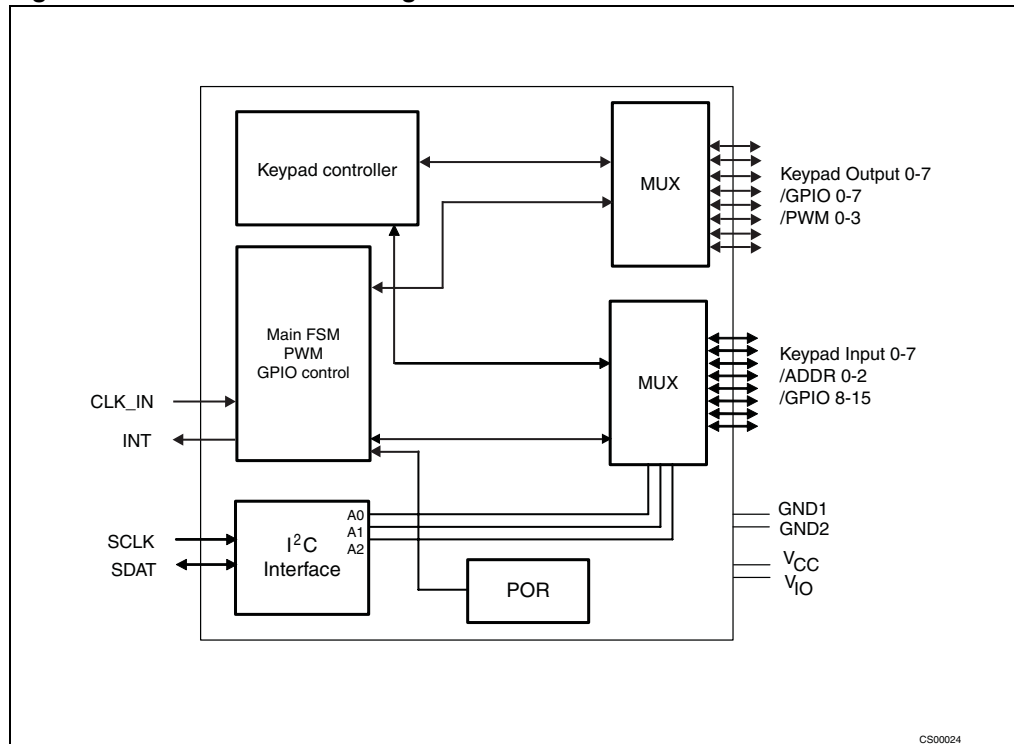 Keypad controller
MUX
Keypad Output 0-7
/GPIO 0-7
/PWM 0-3
Main FSM
PWM
GPIO control
MUX
Keypad Input 0-7
/ADDR 0-2
/GPIO 8-15
CLK_IN
INT
SCLK
SDAT
I2C
Interface
A0
A1
A2
POR
GND1
GND2
VCC
VIO
CS00024